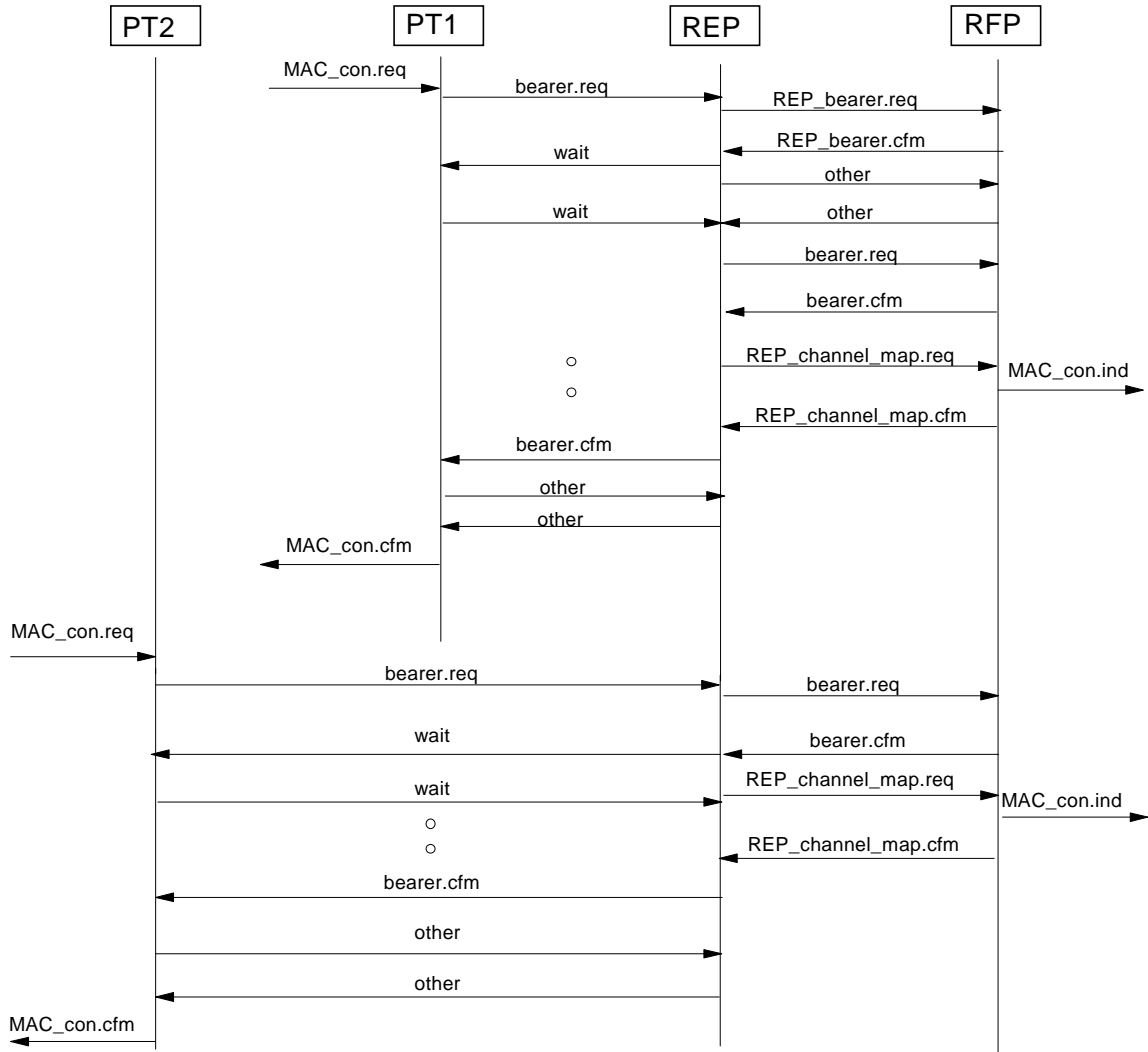 PT2 PT1 REP RFP
MAC_con.req
bearer.req
REP_bearer.req
REP_bearer.cfm
wait
other
wait other
bearer.req
bearer.cfm
REP_channel_map.req
MAC_con.ind
REP_channel_map.cfm
bearer.cfm
other
other
MAC_con.cfm
MAC_con.req
bearer.req
bearer.req
wait bearer.cfm
wait REP_channel_map.req
MAC_con.ind
REP_channel_map.cfm
bearer.cfm
other
other
MAC_con.cfm